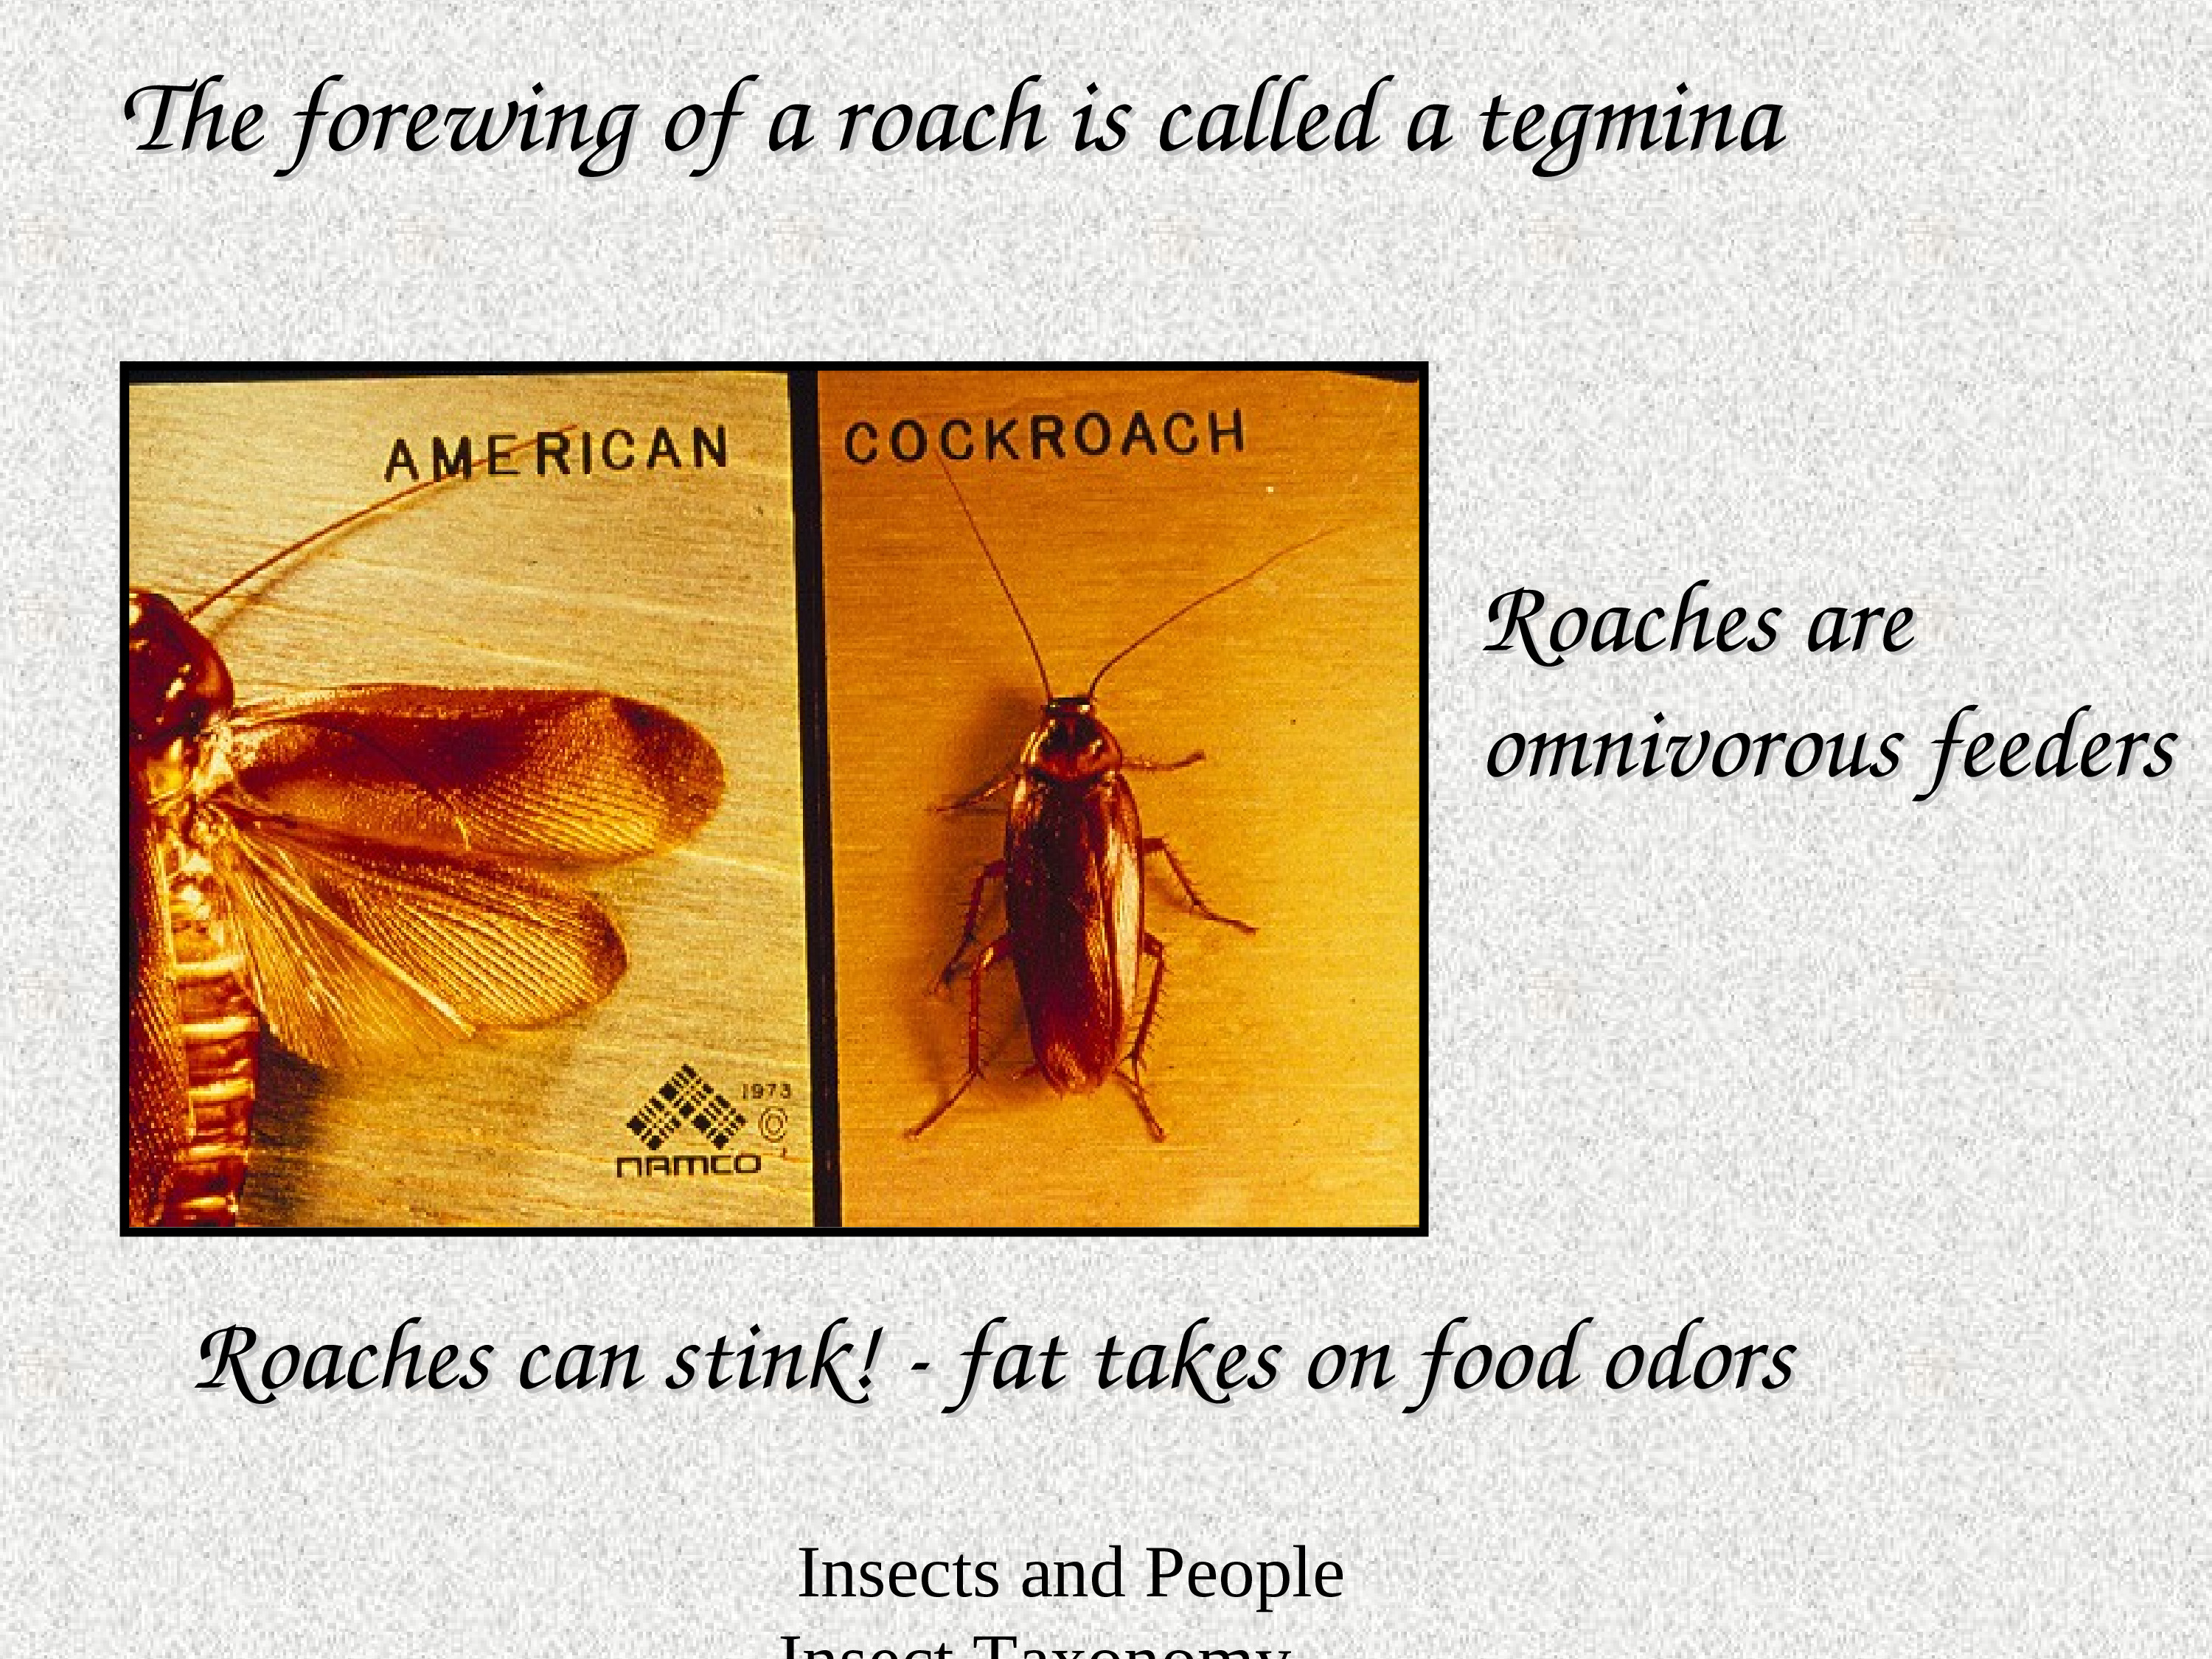 The forewing of a roach is called a tegmina
AMERICAN COCKROACH
Roaches are
omnivorous feeders
1973
©
NAMCO
Roaches can stink! - fat takes on food odors
Insects and People
Insect Taxonomy